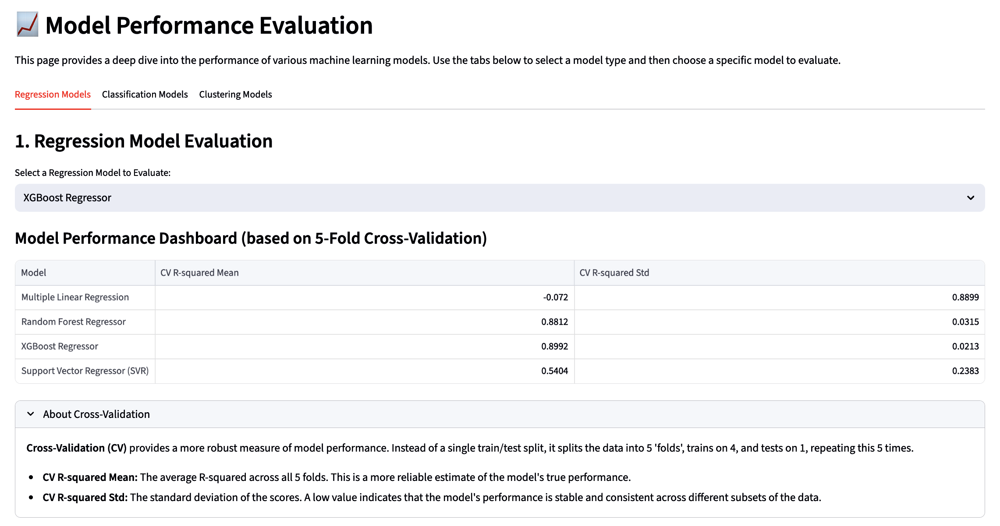 Model Performance Evaluation
This page provides a deep dive into the performance of various machine learning models. Use the tabs below to select a model type and then choose a specific model to evaluate.
Regression Models Classification Models Clustering Models
1. Regression Model Evaluation
Select a Regression Model to Evaluate:
XGBoost Regressor
Model Performance Dashboard (based on 5-Fold Cross-Validation)
Model CV R-squared Mean CV R-squared Std
Multiple Linear Regression -0.072 0.8899
Random Forest Regressor 0.8812 0.0315
XGBoost Regressor 0.8992 0.0213
Support Vector Regressor (SVR) 0.5404 0.2383
About Cross-Validation
Cross-Validation (CV) provides a more robust measure of model performance. Instead of a single train/test split, it splits the data into 5 'folds', trains on 4, and tests on 1, repeating this 5 times.
• CV R-squared Mean: The average R-squared across all 5 folds. This is a more reliable estimate of the model's true performance.
• CV R-squared Std: The standard deviation of the scores. A low value indicates that the model's performance is stable and consistent across different subsets of the data.